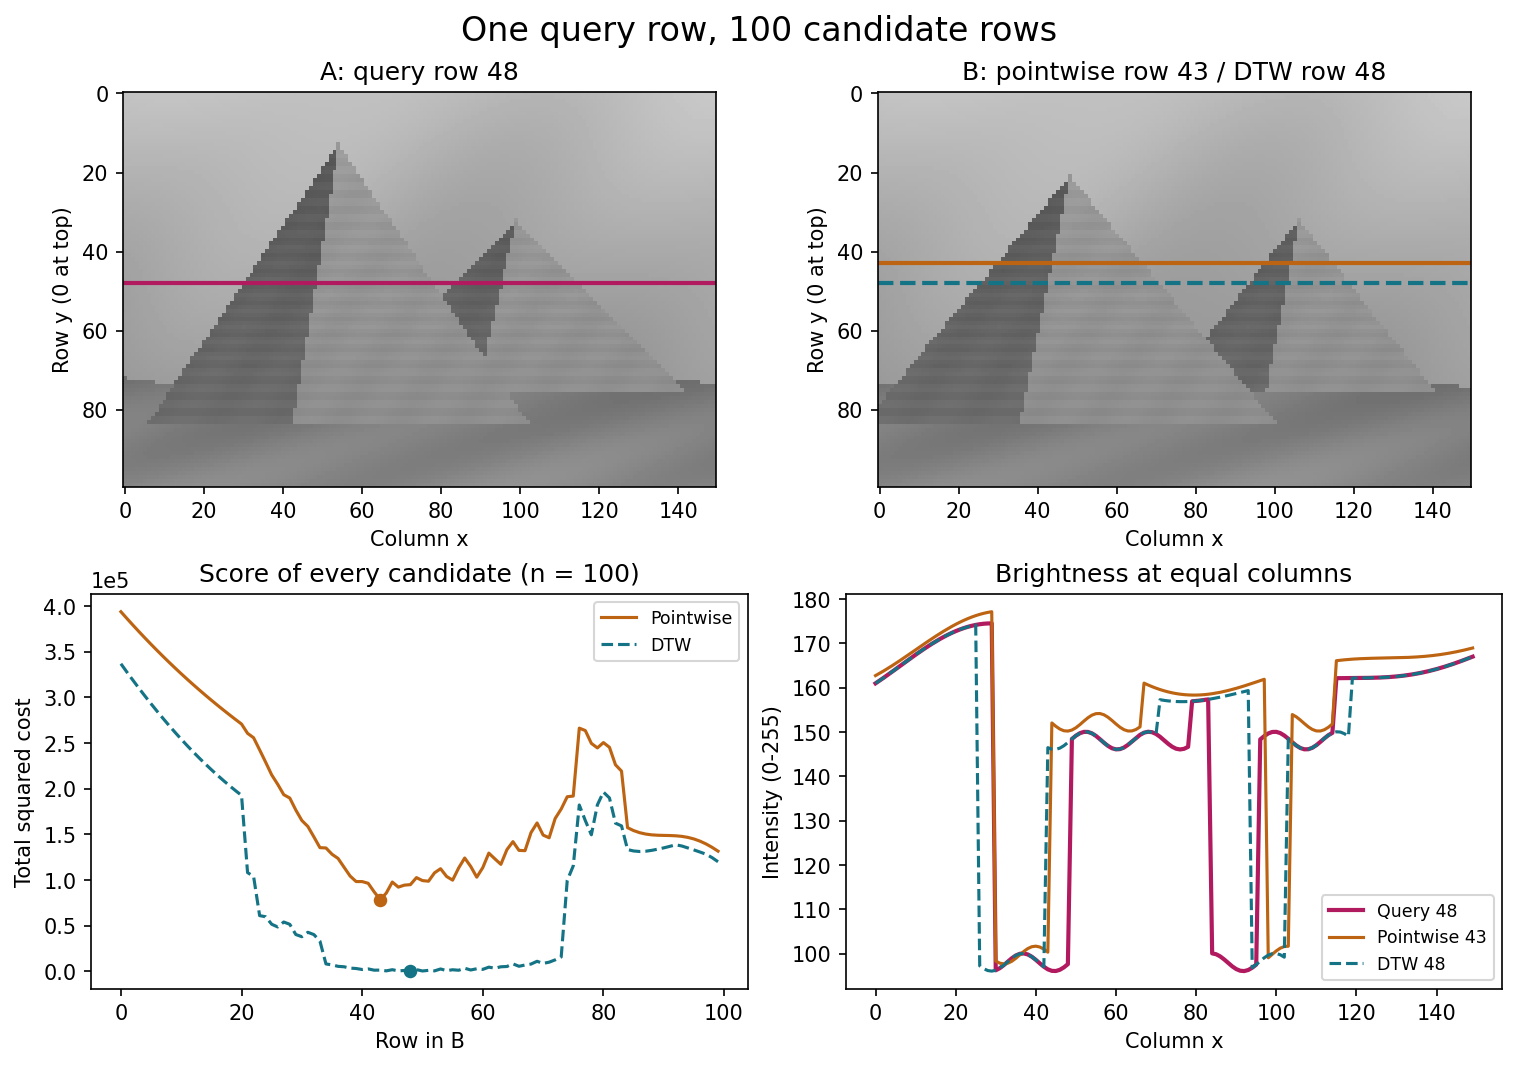 One query row, 100 candidate rows
A: query row 48
0
20
40
60
80
Row y (0 at top)
0 20 40 60 80 100 120 140
Column x
B: pointwise row 43 / DTW row 48
0
20
40
60
80
Row y (0 at top)
0 20 40 60 80 100 120 140
Column x
Score of every candidate (n = 100)
1e5
4.0
3.5
3.0
2.5
2.0
1.5
1.0
0.5
0.0
Total squared cost
Pointwise
DTW
0 20 40 60 80 100
Row in B
Brightness at equal columns
180
170
160
150
140
130
120
110
100
Intensity (0-255)
Query 48
Pointwise 43
DTW 48
0 20 40 60 80 100 120 140
Column x